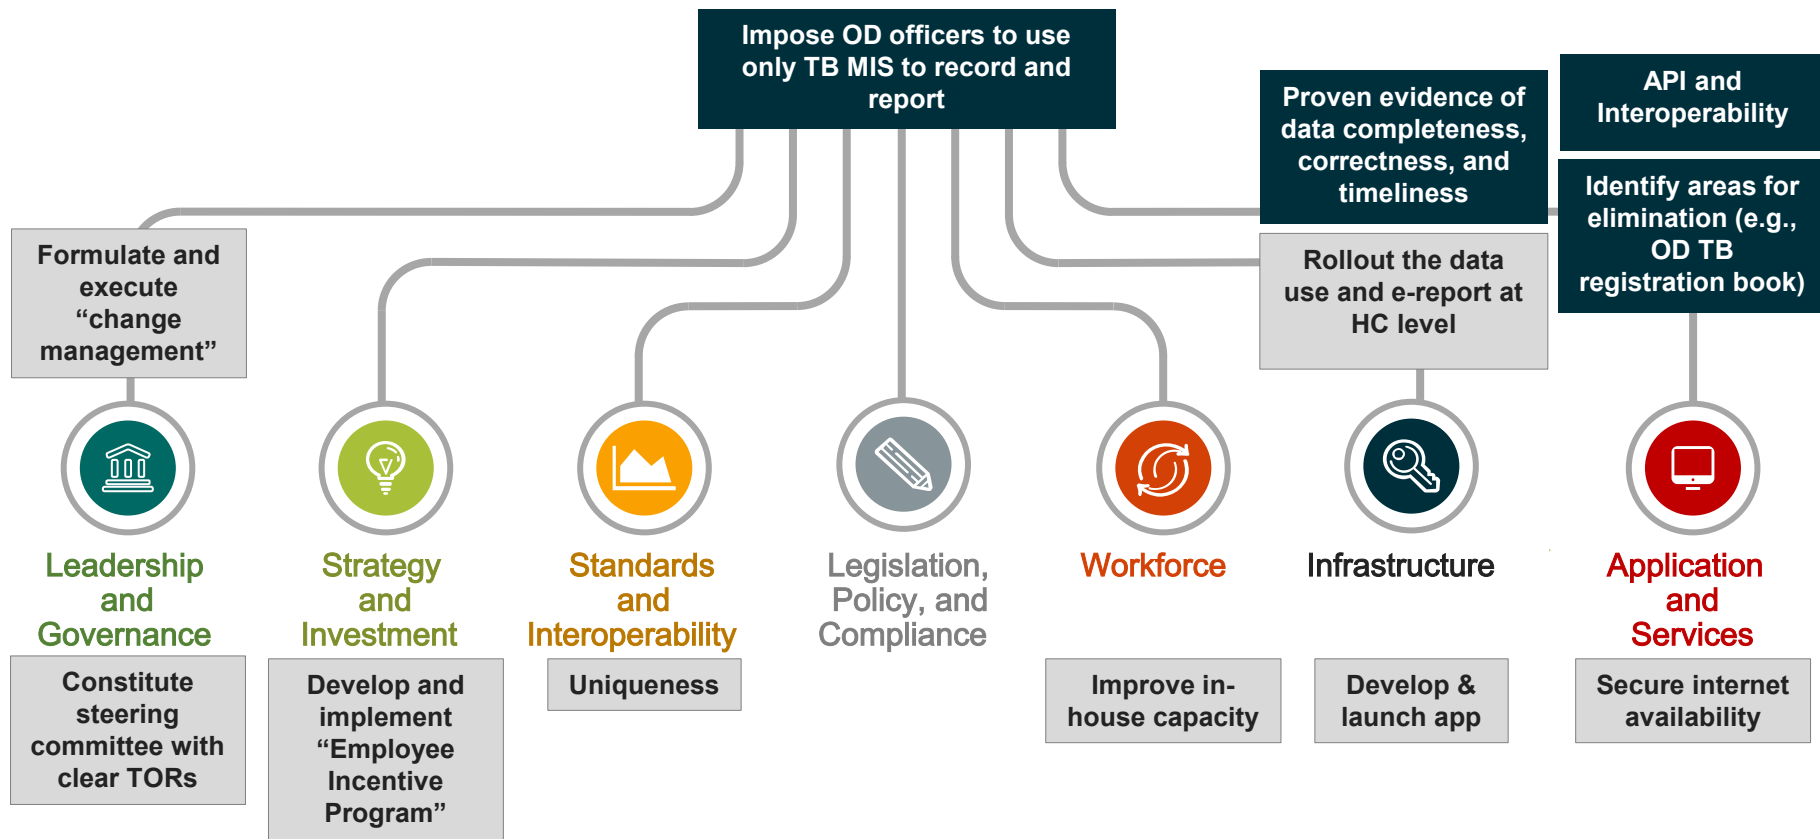 Impose OD officers to use
only TB MIS to record and
report
Proven evidence of
data completeness,
correctness, and
timeliness
API and
Interoperability
Identify areas for
elimination (e.g.,
OD TB
registration book)
Formulate and
execute
“change
management”
Rollout the data
use and e-report at
HC level
Leadership
and
Governance
Strategy
and
Investment
Standards
and
Interoperability
Legislation,
Policy, and
Compliance
Workforce
Infrastructure
Application
and
Services
Constitute
steering
committee with
clear TORs
Develop and
implement
“Employee
Incentive
Program”
Uniqueness
Improve in-
house capacity
Develop &
launch app
Secure internet
availability